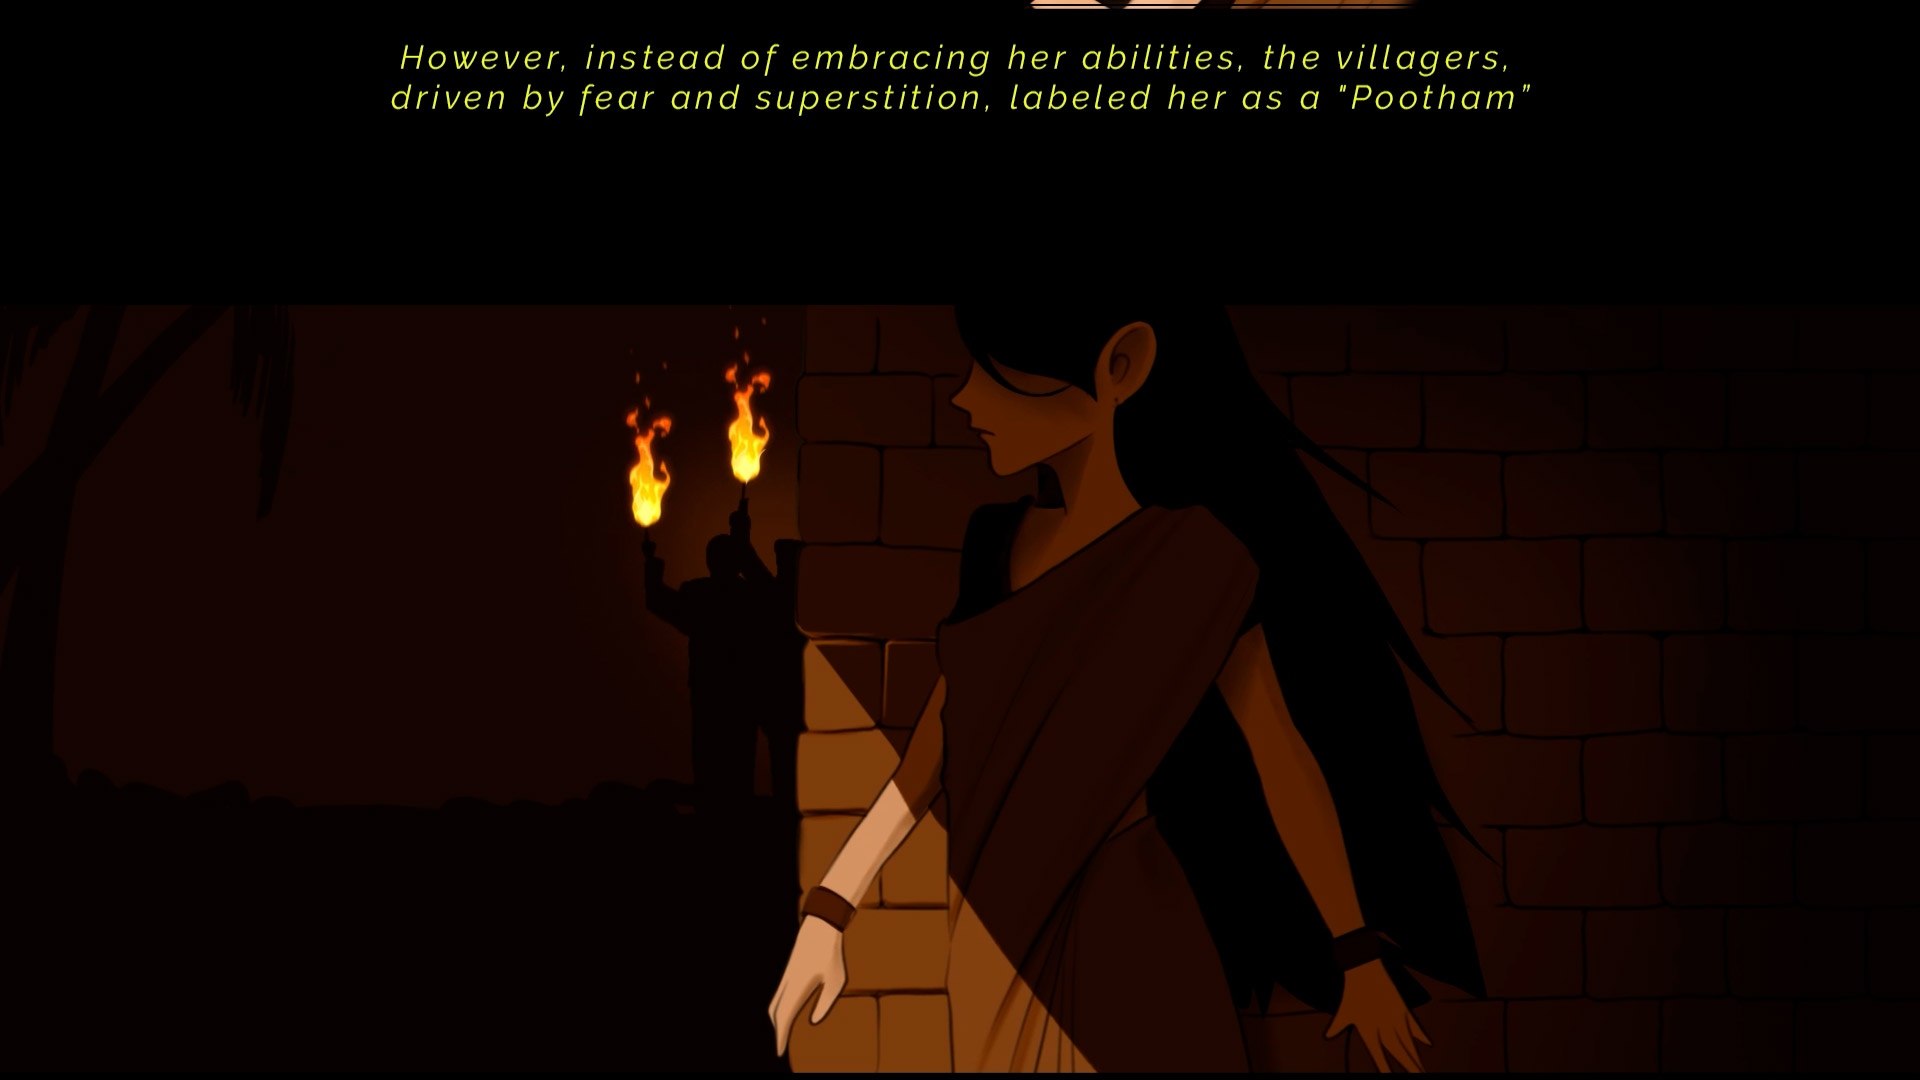 However, instead of embracing her abilities, the villagers,
driven by fear and superstition, labeled her as a "Pootham"